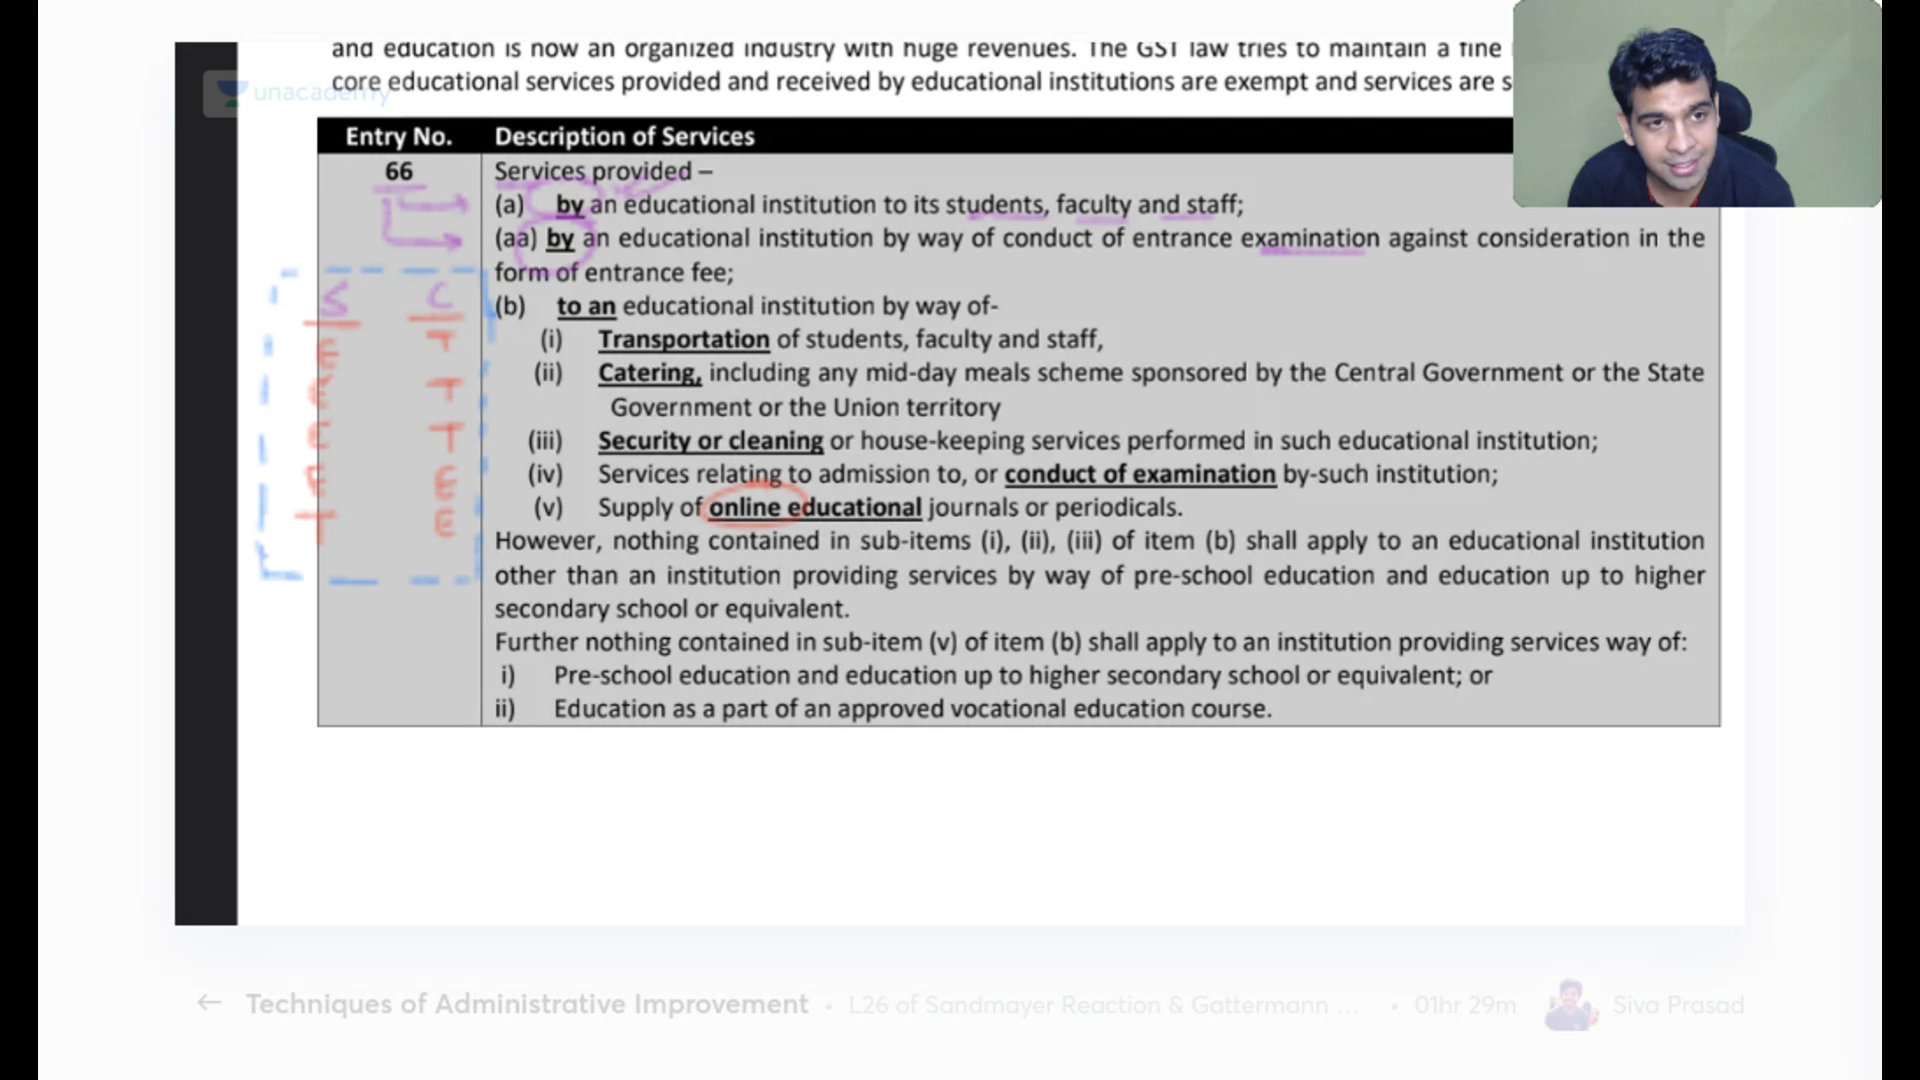 and education is now an organized industry with huge revenues. The GST law tries to maintain a fine
unacademy
core educational services provided and received by educational institutions are exempt and services are s
Entry No. Description of Services
66 Services provided –
(a) by an educational institution to its students, faculty and staff;
(aa) by an educational institution by way of conduct of entrance examination against consideration in the
form of entrance fee;
S C
(b) to an educational institution by way of-
E T (i) Transportation of students, faculty and staff,
E T (ii) Catering, including any mid-day meals scheme sponsored by the Central Government or the State
Government or the Union territory
E T (iii) Security or cleaning or house-keeping services performed in such educational institution;
E E (iv) Services relating to admission to, or conduct of examination by-such institution;
T E (v) Supply of online educational journals or periodicals.
However, nothing contained in sub-items (i), (ii), (iii) of item (b) shall apply to an educational institution
other than an institution providing services by way of pre-school education and education up to higher
secondary school or equivalent.
Further nothing contained in sub-item (v) of item (b) shall apply to an institution providing services way of:
i) Pre-school education and education up to higher secondary school or equivalent; or
ii) Education as a part of an approved vocational education course.
← Techniques of Administrative Improvement • L26 of Sandmayer Reaction & Gattermann ... • 01hr 29m Siva Prasad